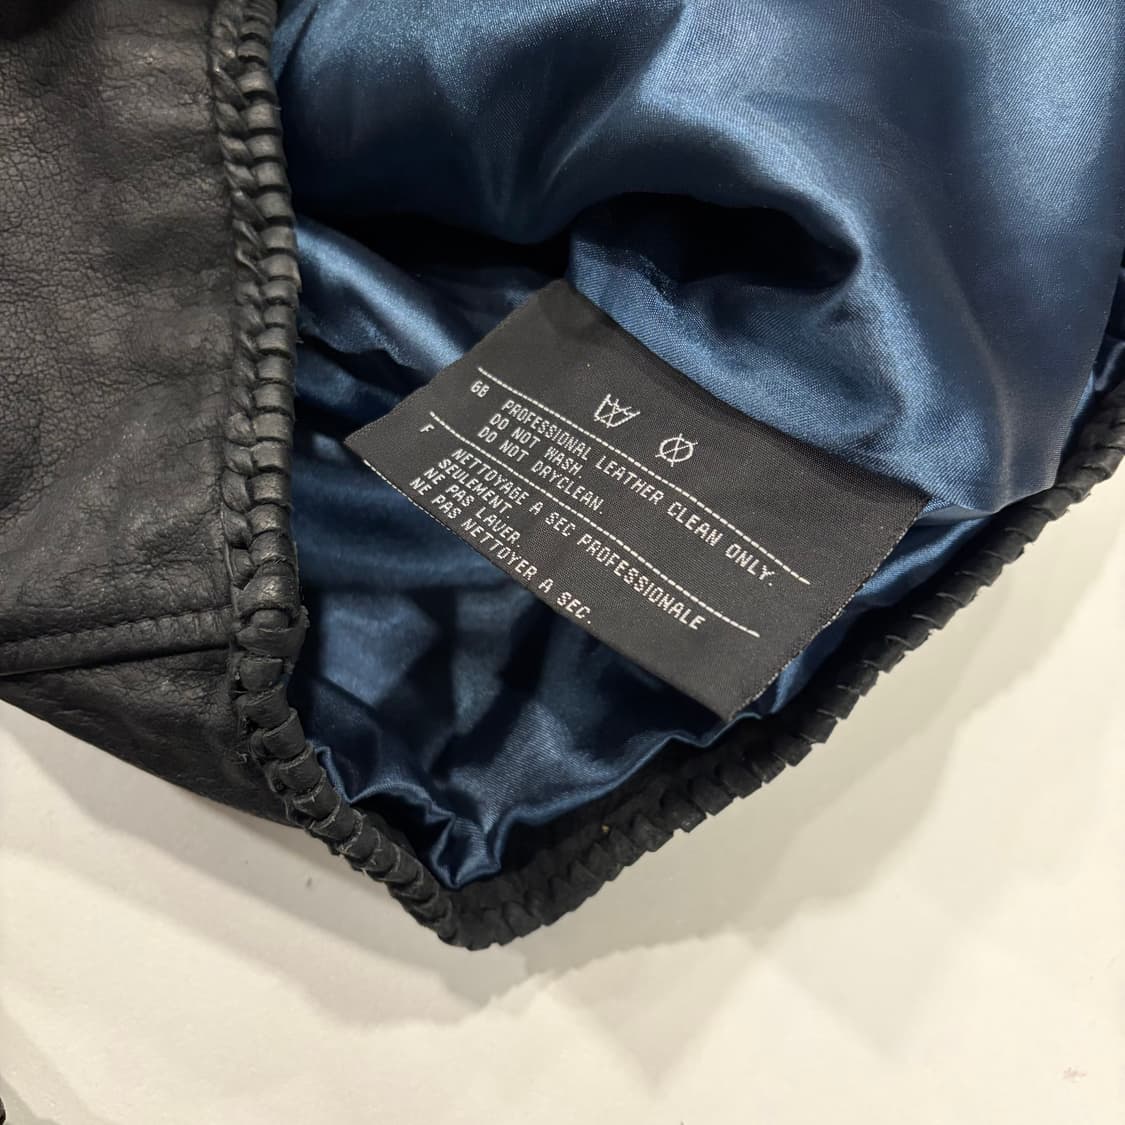 GB PROFESSIONAL LEATHER CLEAN ONLY.
DO NOT WASH.
DO NOT DRYCLEAN.
F NETTOYAGE A SEC PROFESSIONALE
SEULEMENT.
NE PAS LAVER.
NE PAS NETTOYER A SEC.